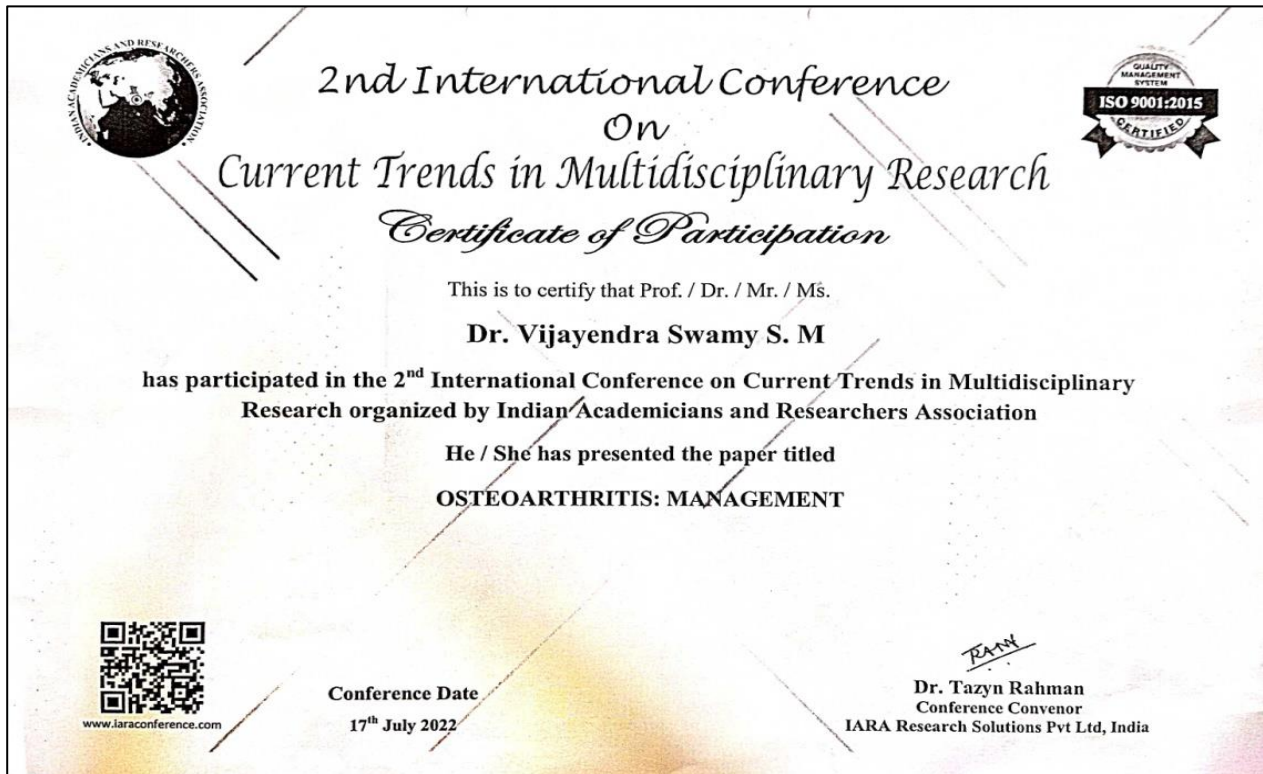 INDIAN ACADEMICIANS AND RESEARCHERS ASSOCIATION
2nd International Conference
On
Current Trends in Multidisciplinary Research
Certificate of Participation
QUALITY
MANAGEMENT
SYSTEM
ISO 9001:2015
CERTIFIED
This is to certify that Prof. / Dr. / Mr. / Ms.
Dr. Vijayendra Swamy S. M
has participated in the 2nd International Conference on Current Trends in Multidisciplinary
Research organized by Indian Academicians and Researchers Association
He / She has presented the paper titled
OSTEOARTHRITIS: MANAGEMENT
www.iaraconference.com
Conference Date
17th July 2022
Dr. Tazyn Rahman
Conference Convenor
IARA Research Solutions Pvt Ltd, India